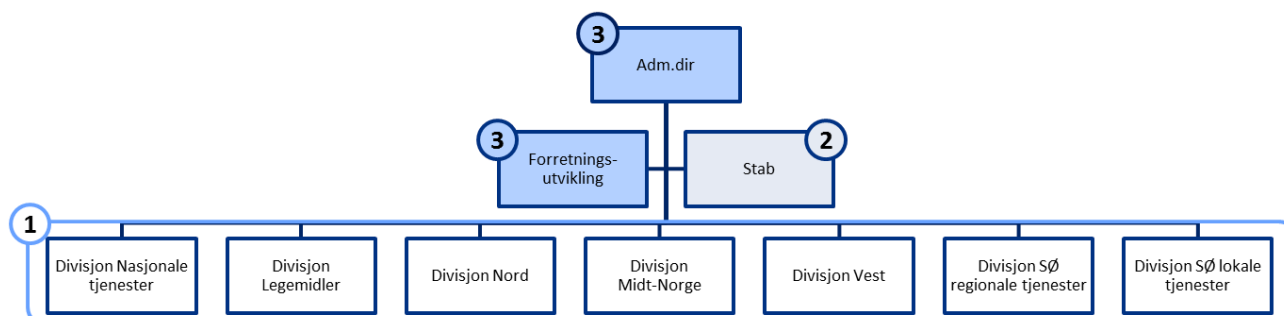 3
Adm.dir
3
Forretnings-
utvikling
2
Stab
1
Divisjon Nasjonale
tjenester
Divisjon
Legemidler
Divisjon Nord
Divisjon
Midt-Norge
Divisjon Vest
Divisjon SØ
regionale tjenester
Divisjon SØ lokale
tjenester